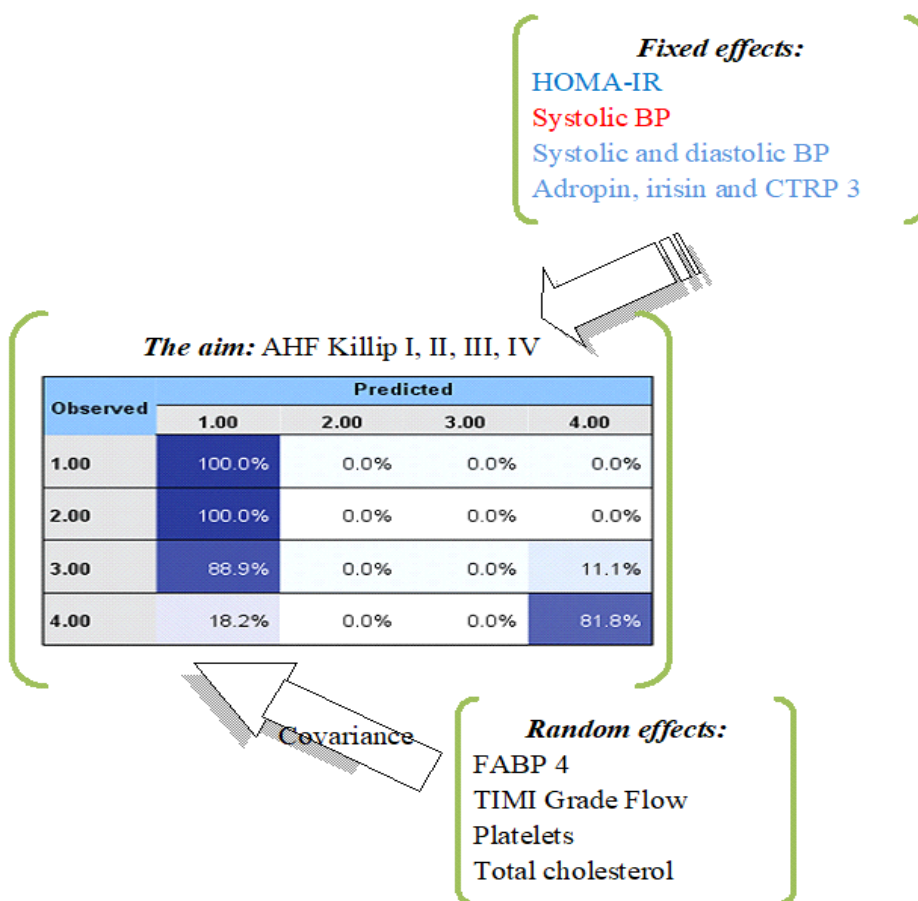 Fixed effects:
HOMA-IR
Systolic BP
Systolic and diastolic BP
Adropin, irisin and CTRP 3
The aim: AHF Killip I, II, III, IV
Observed Predicted
1.00 2.00 3.00 4.00
1.00 100.0% 0.0% 0.0% 0.0%
2.00 100.0% 0.0% 0.0% 0.0%
3.00 88.9% 0.0% 0.0% 11.1%
4.00 18.2% 0.0% 0.0% 81.8%
Covariance
Random effects:
FABP 4
TIMI Grade Flow
Platelets
Total cholesterol